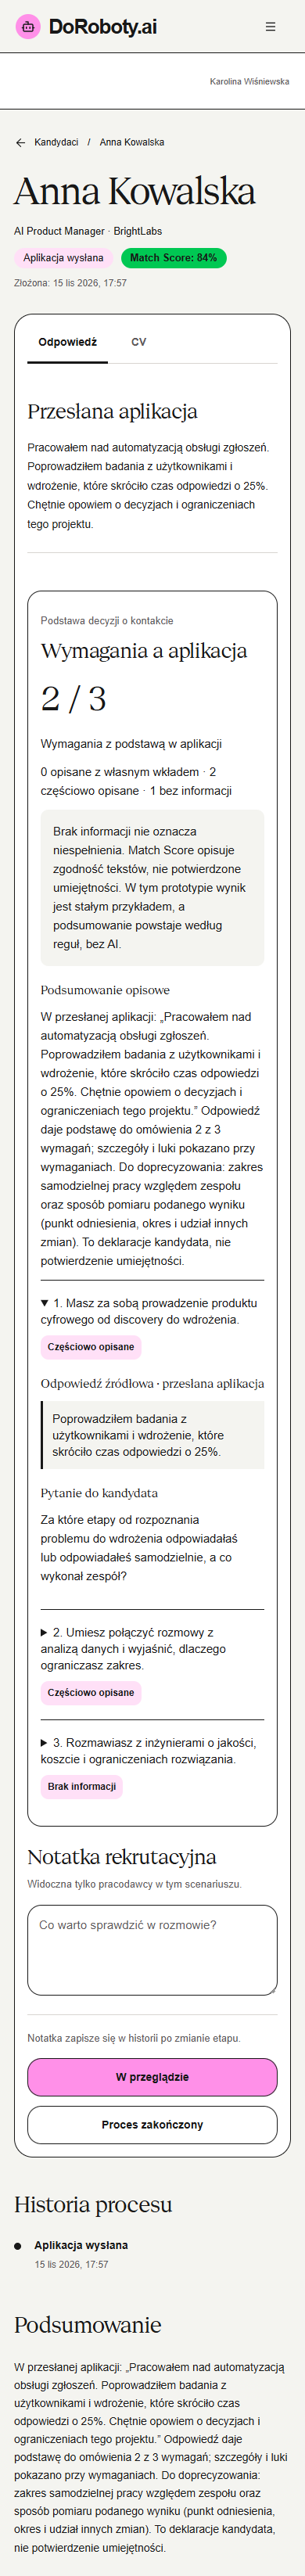 DoRoboty.ai
Karolina Wiśniewska
Kandydaci / Anna Kowalska
Anna Kowalska
AI Product Manager · BrightLabs
Aplikacja wysłana
Match Score: 84%
Złożona: 15 lis 2026, 17:57
Odpowiedź
CV
Przesłana aplikacja
Pracowałem nad automatyzacją obsługi zgłoszeń.
Poprowadziłem badania z użytkownikami i
wdrożenie, które skróciło czas odpowiedzi o 25%.
Chętnie opowiem o decyzjach i ograniczeniach
tego projektu.
Podstawa decyzji o kontakcie
Wymagania a aplikacja
2 / 3
Wymagania z podstawą w aplikacji
0 opisane z własnym wkładem · 2
częściowo opisane · 1 bez informacji
Brak informacji nie oznacza
niespełnienia. Match Score opisuje
zgodność tekstów, nie potwierdzone
umiejętności. W tym prototypie wynik
jest stałym przykładem, a
podsumowanie powstaje według
reguł, bez AI.
Podsumowanie opisowe
W przesłanej aplikacji: „Pracowałem nad
automatyzacją obsługi zgłoszeń.
Poprowadziłem badania z użytkownikami i
wdrożenie, które skróciło czas odpowiedzi
o 25%. Chętnie opowiem o decyzjach i
ograniczeniach tego projektu.” Odpowiedź
daje podstawę do omówienia 2 z 3
wymagań; szczegóły i luki pokazano przy
wymaganiach. Do doprecyzowania: zakres
samodzielnej pracy względem zespołu
oraz sposób pomiaru podanego wyniku
(punkt odniesienia, okres i udział innych
zmian). To deklaracje kandydata, nie
potwierdzenie umiejętności.
1. Masz za sobą prowadzenie produktu
cyfrowego od discovery do wdrożenia.
Częściowo opisane
Odpowiedź źródłowa · przesłana aplikacja
Poprowadziłem badania z
użytkownikami i wdrożenie, które
skróciło czas odpowiedzi o 25%.
Pytanie do kandydata
Za które etapy od rozpoznania
problemu do wdrożenia odpowiadałaś
lub odpowiadałeś samodzielnie, a co
wykonał zespół?
2. Umiesz połączyć rozmowy z
analizą danych i wyjaśnić, dlaczego
ograniczasz zakres.
Częściowo opisane
3. Rozmawiasz z inżynierami o jakości,
koszcie i ograniczeniach rozwiązania.
Brak informacji
Notatka rekrutacyjna
Widoczna tylko pracodawcy w tym scenariuszu.
Co warto sprawdzić w rozmowie?
Notatka zapisze się w historii po zmianie etapu.
W przeglądzie
Proces zakończony
Historia procesu
Aplikacja wysłana
15 lis 2026, 17:57
Podsumowanie
W przesłanej aplikacji: „Pracowałem nad automatyzacją
obsługi zgłoszeń. Poprowadziłem badania z
użytkownikami i wdrożenie, które skróciło czas
odpowiedzi o 25%. Chętnie opowiem o decyzjach i
ograniczeniach tego projektu.” Odpowiedź daje
podstawę do omówienia 2 z 3 wymagań; szczegóły i luki
pokazano przy wymaganiach. Do doprecyzowania:
zakres samodzielnej pracy względem zespołu oraz
sposób pomiaru podanego wyniku (punkt odniesienia,
okres i udział innych zmian). To deklaracje kandydata,
nie potwierdzenie umiejętności.